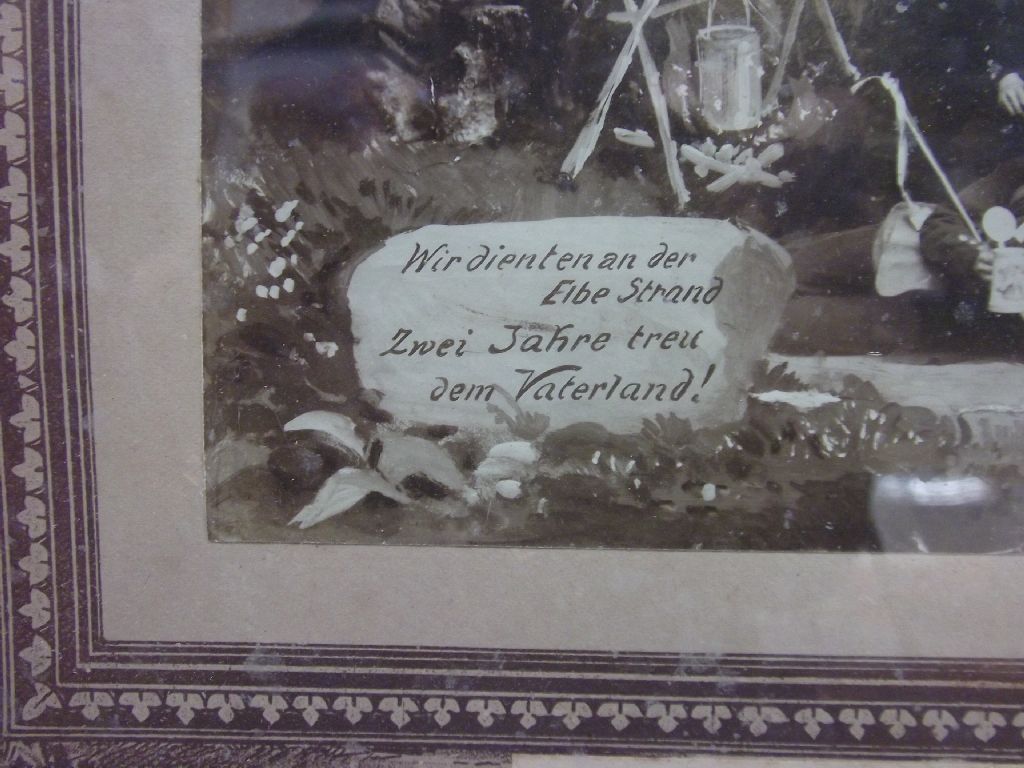 Wir dienten an der
Elbe Strand
Zwei Jahre treu
dem Vaterland!